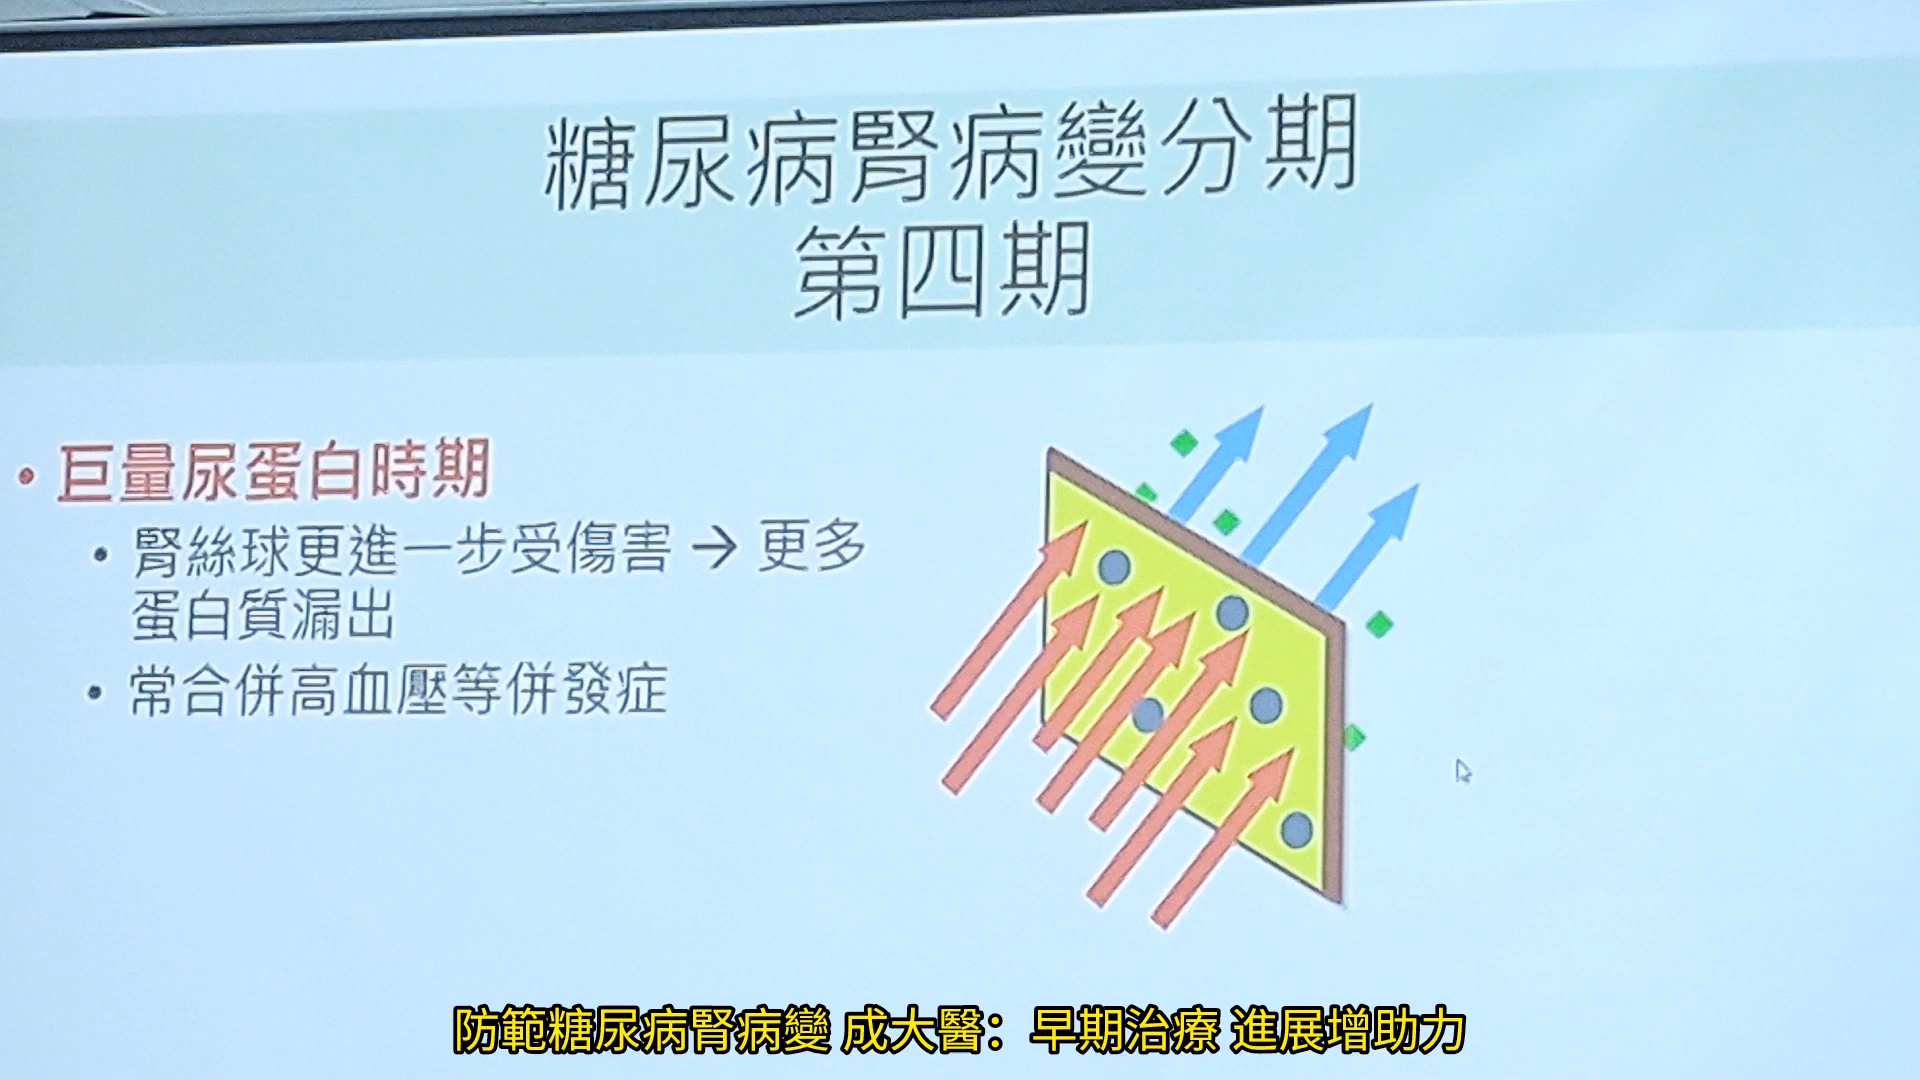 糖尿病腎病變分期
第四期
• 巨量尿蛋白時期
• 腎絲球更進一步受傷害 → 更多
蛋白質漏出
• 常合併高血壓等併發症
防範糖尿病腎病變 成大醫：早期治療 進展增助力